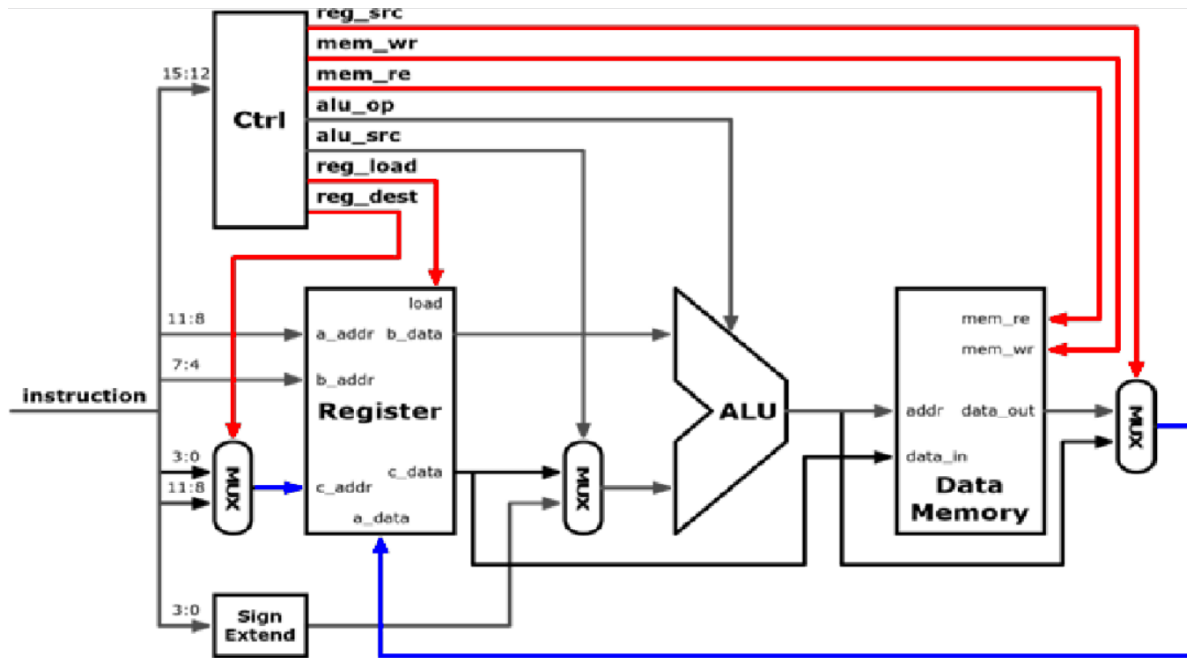 reg_src
mem_wr
mem_re
15:12
alu_op
Ctrl
alu_src
reg_load
reg_dest
load
11:8
a_addr b_data
mem_re
mem_wr
7:4
b_addr
instruction
Register
ALU
addr data_out
MUX
3:0
data_in
11:8
MUX
c_data
c_addr
MUX
Data
Memory
a_data
3:0
Sign
Extend